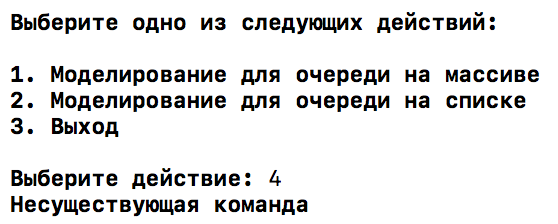 Выберите одно из следующих действий:
1. Моделирование для очереди на массиве
2. Моделирование для очереди на списке
3. Выход
Выберите действие: 4
Несуществующая команда